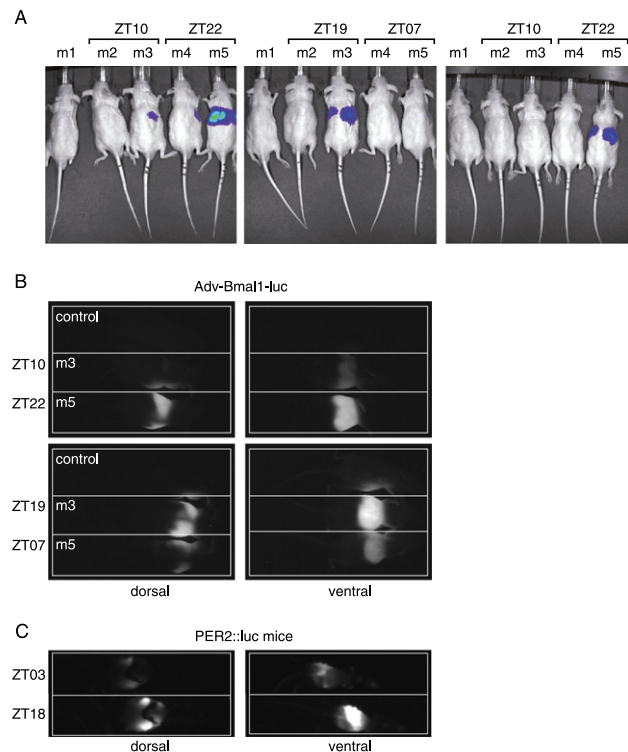 A
ZT10 ZT22 ZT19 ZT07 ZT10 ZT22
m1 m2 m3 m4 m5 m1 m2 m3 m4 m5 m1 m2 m3 m4 m5
B
Adv-Bmal1-luc
control
ZT10 m3
ZT22 m5
control
ZT19 m3
ZT07 m5
dorsal ventral
C
PER2::luc mice
ZT03
ZT18
dorsal ventral